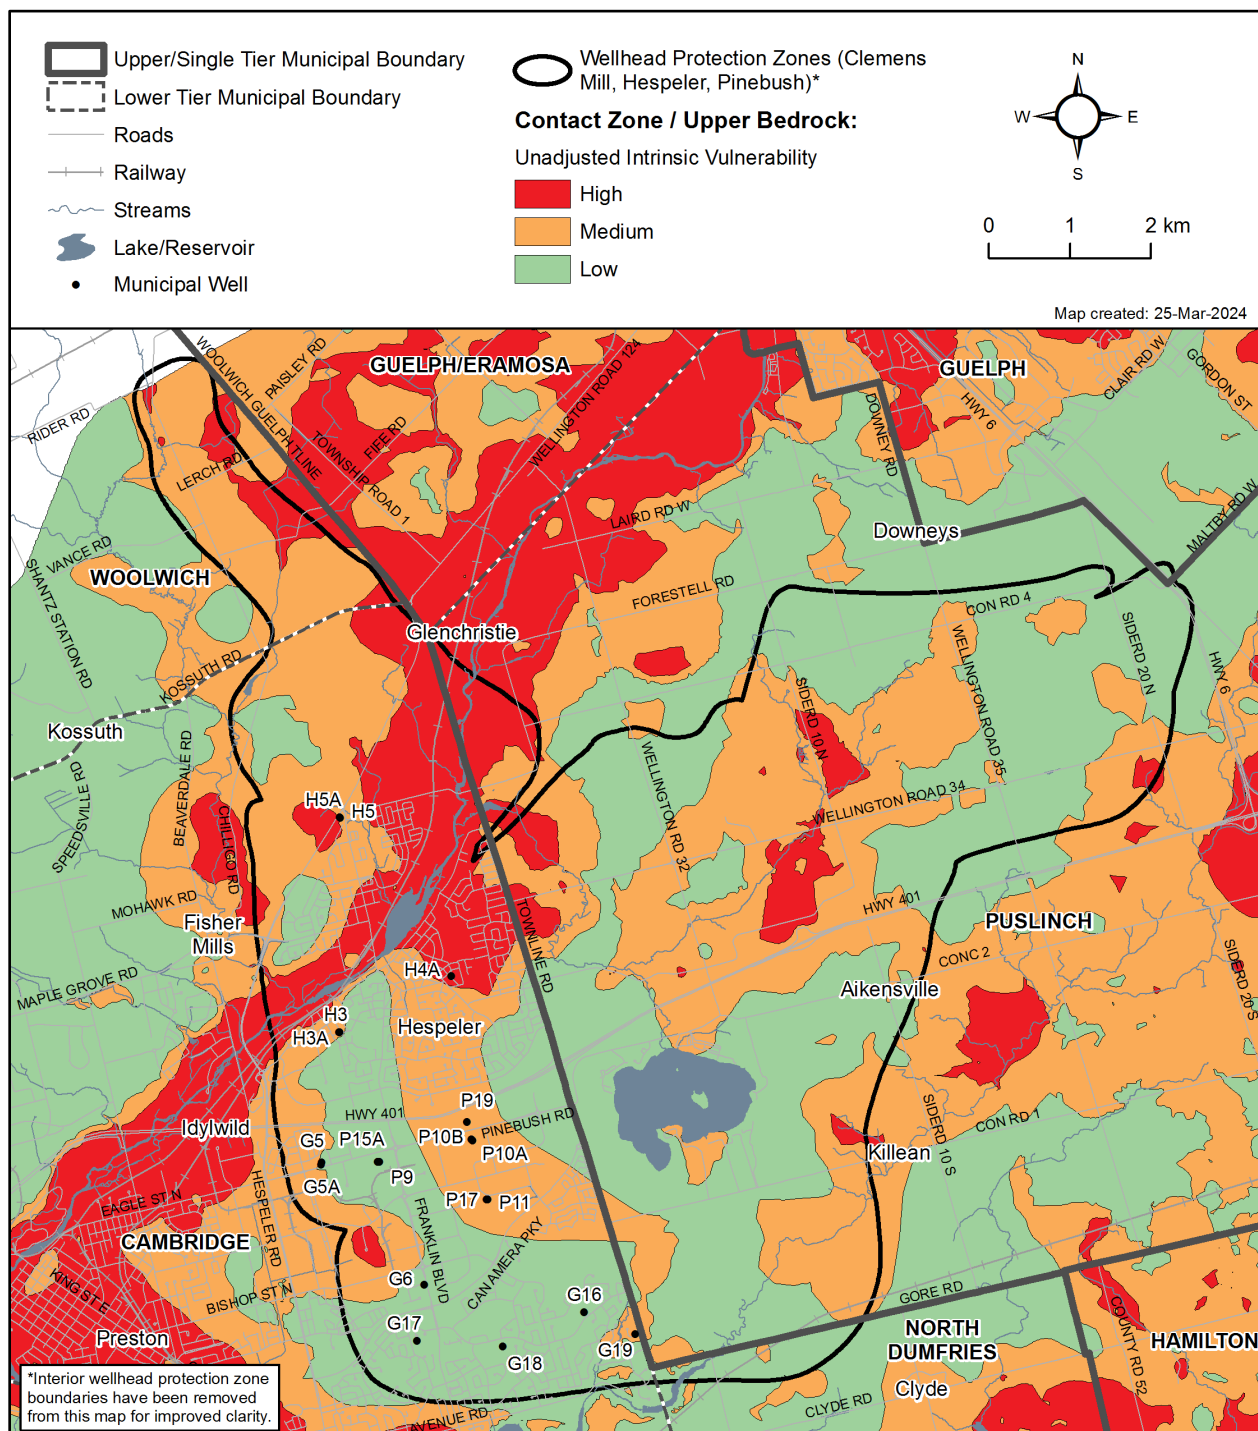 Upper/Single Tier Municipal Boundary
Lower Tier Municipal Boundary
Roads
Railway
Streams
Lake/Reservoir
Municipal Well
Wellhead Protection Zones (Clemens
Mill, Hespeler, Pinebush)*
Contact Zone / Upper Bedrock:
Unadjusted Intrinsic Vulnerability
High
Medium
Low
N
W
E
S
0 1 2 km
Map created: 25-Mar-2024
WOOLWICH GUELPH TLINE
PAISLEY RD
GUELPH/ERAMOSA
WELLINGTON ROAD 124
GUELPH
CLAIR RD W
GORDON ST
HWY 6
DOWNEY RD
RIDER RD
LERCH RD
TOWNSHIP ROAD 1
FIFE RD
LAIRD RD W
Downeys
MALTBY RD W
VANCE RD
WOOLWICH
SHANTZ STATION RD
FORESTELL RD
CON RD 4
Glenchristie
KOSSUTH RD
WELLINGTON ROAD 35
SIDERD 20 N
HWY 6
Kossuth
SIDERD 10 N
BEAVERDALE RD
SPEEDSVILLE RD
WELLINGTON RD 32
WELLINGTON ROAD 34
H5A
H5
CHILLIGO RD
MOHAWK RD
Fisher
Mills
TOWNLINE RD
HWY 401
PUSLINCH
CONC 2
SIDERD 20 S
MAPLE GROVE RD
H4A
Aikensville
H3
H3A
Hespeler
HWY 401
P19
PINEBUSH RD
P10B
P10A
Idylwild
G5
P15A
P9
G5A
SIDERD 10 S
CON RD 1
Killean
EAGLE ST N
HESPELER RD
P17
P11
FRANKLIN BLVD
CANAMERA PKY
CAMBRIDGE
KING ST E
BISHOP ST N
G6
G16
GORE RD
COUNTY RD 52
G17
G18
G19
Preston
NORTH
DUMFRIES
HAMILTON
Clyde
CLYDE RD
AVENUE RD
*Interior wellhead protection zone
boundaries have been removed
from this map for improved clarity.